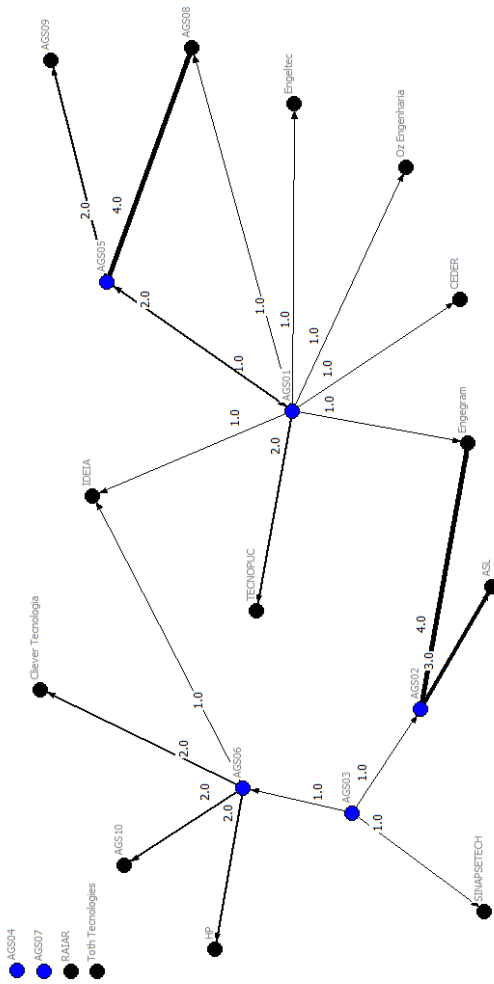 AGS04
AGS07
Cliever Tecnologia
AGS09
RAIAR
Toth Tecnologies
IDEIA
2.0
AGS05
4.0
AGS10
2.0
2.0
AGS08
1.0
2.0
HP
2.0
AGS06
1.0
1.0
TECNOPUC
1.0
2.0
1.0
AGS01
Engeltec
1.0
1.0
1.0
1.0
AGS03
1.0
1.0
Oz Engenharia
AGS02
4.0
3.0
CEDER
Engegram
SINAPSETECH
ASL